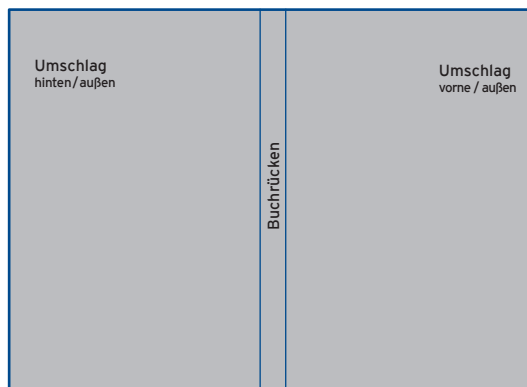 Umschlag
hinten/außen
Buchrücken
Umschlag
vorne / außen